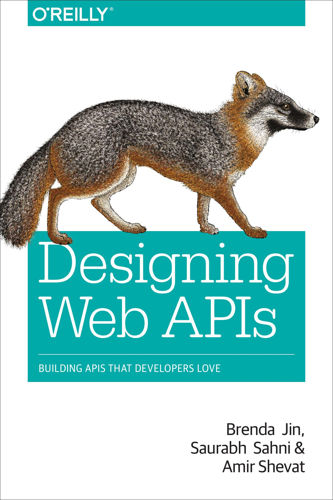 O'REILLY®
Designing
Web APIs
BUILDING APIS THAT DEVELOPERS LOVE
Brenda Jin,
Saurabh Sahni &
Amir Shevat